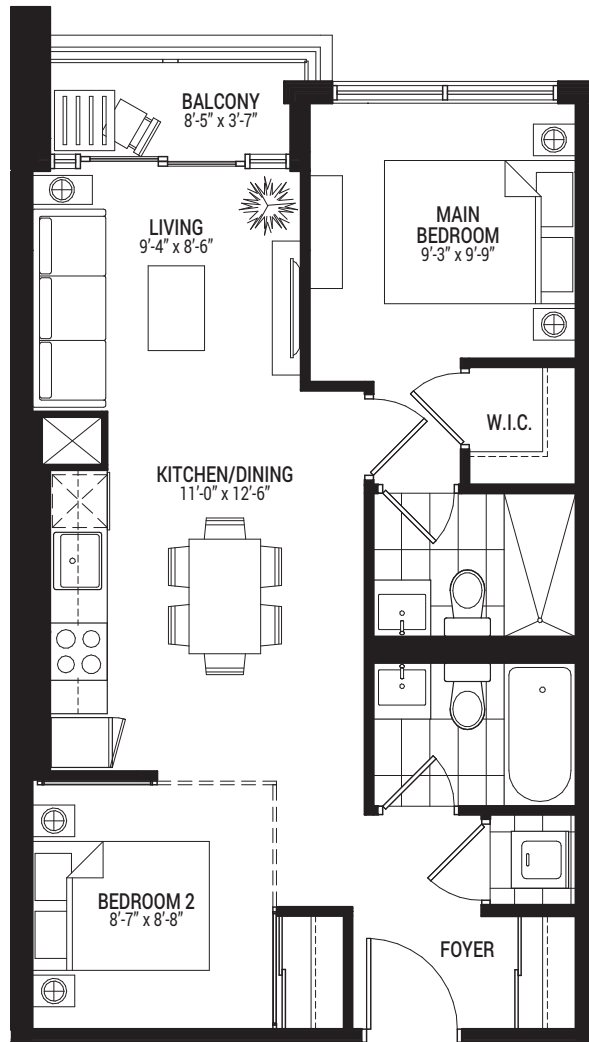 BALCONY
8'-5" x 3'-7"
LIVING
9'-4" x 8'-6"
MAIN
BEDROOM
9'-3" x 9'-9"
W.I.C.
KITCHEN/DINING
11'-0" x 12'-6"
BEDROOM 2
8'-7" x 8'-8"
FOYER